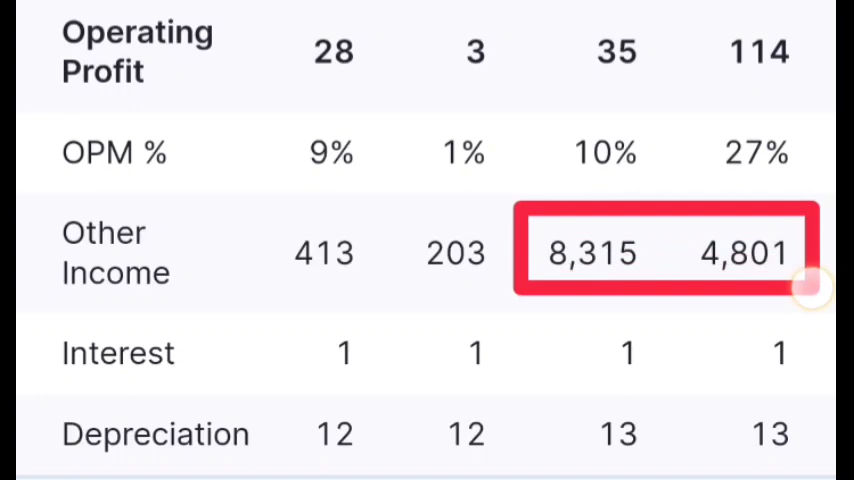 Operating
Profit 28 3 35 114
OPM % 9% 1% 10% 27%
Other
Income 413 203 8,315 4,801
Interest 1 1 1 1
Depreciation 12 12 13 13